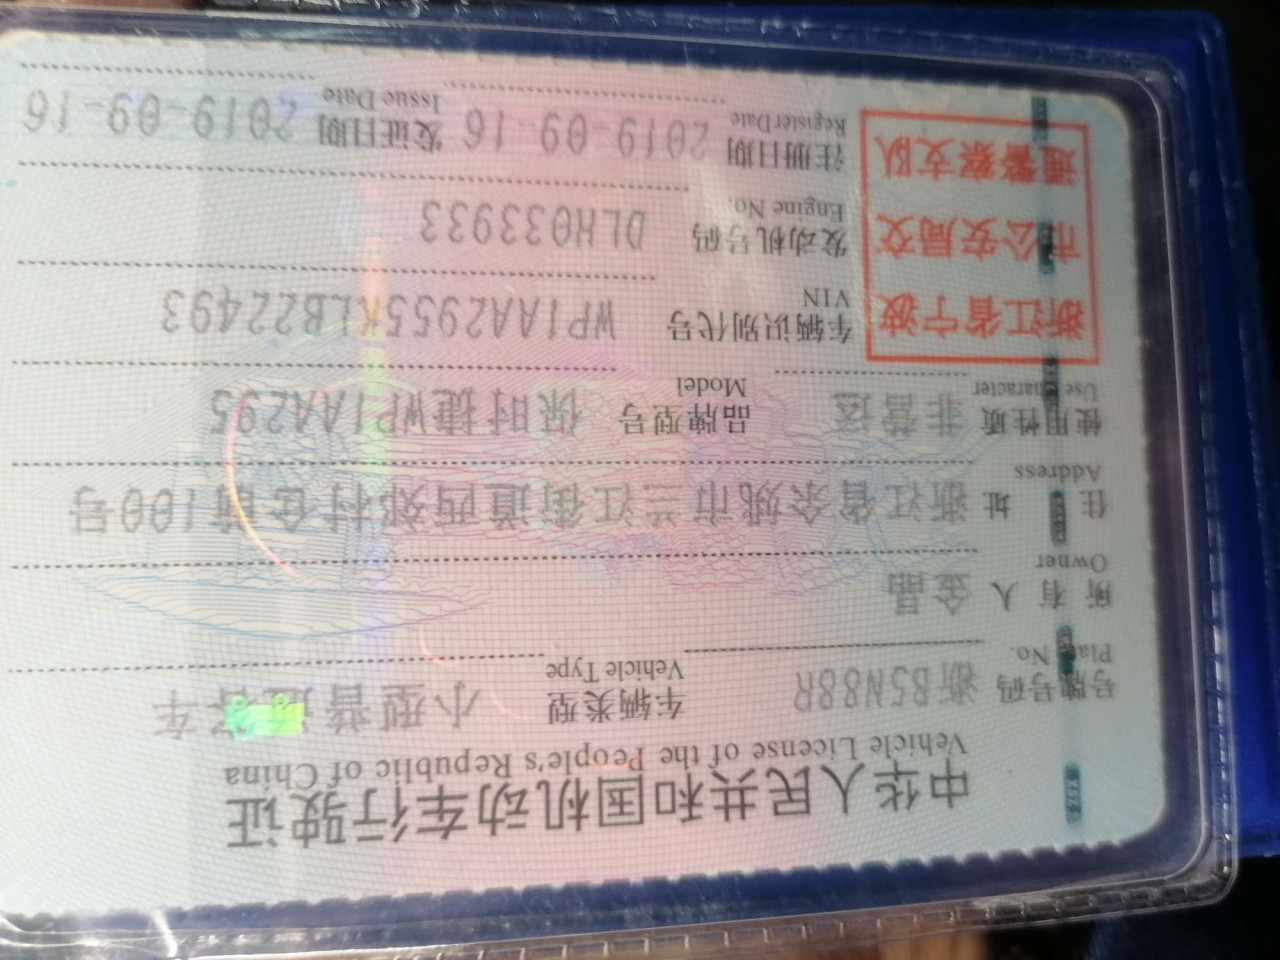 中华人民共和国机动车行驶证
Vehicle License of the People's Republic of China
号牌号码 浙B5N88R 车辆类型 小型普通客车
Plate No. Vehicle Type
所有人 金晶
Owner
住址 浙江省余姚市兰江街道西郊村仓前100号
Address
使用性质 非营运 品牌型号 保时捷WP1AA295
Use Character Model
浙江省宁波
市公安局交
通警察支队
车辆识别代号 WP1AA2955KLB22493
VIN
发动机号码 DLH033933
Engine No.
注册日期 2019-09-16 发证日期 2019-09-16
Register Date Issue Date